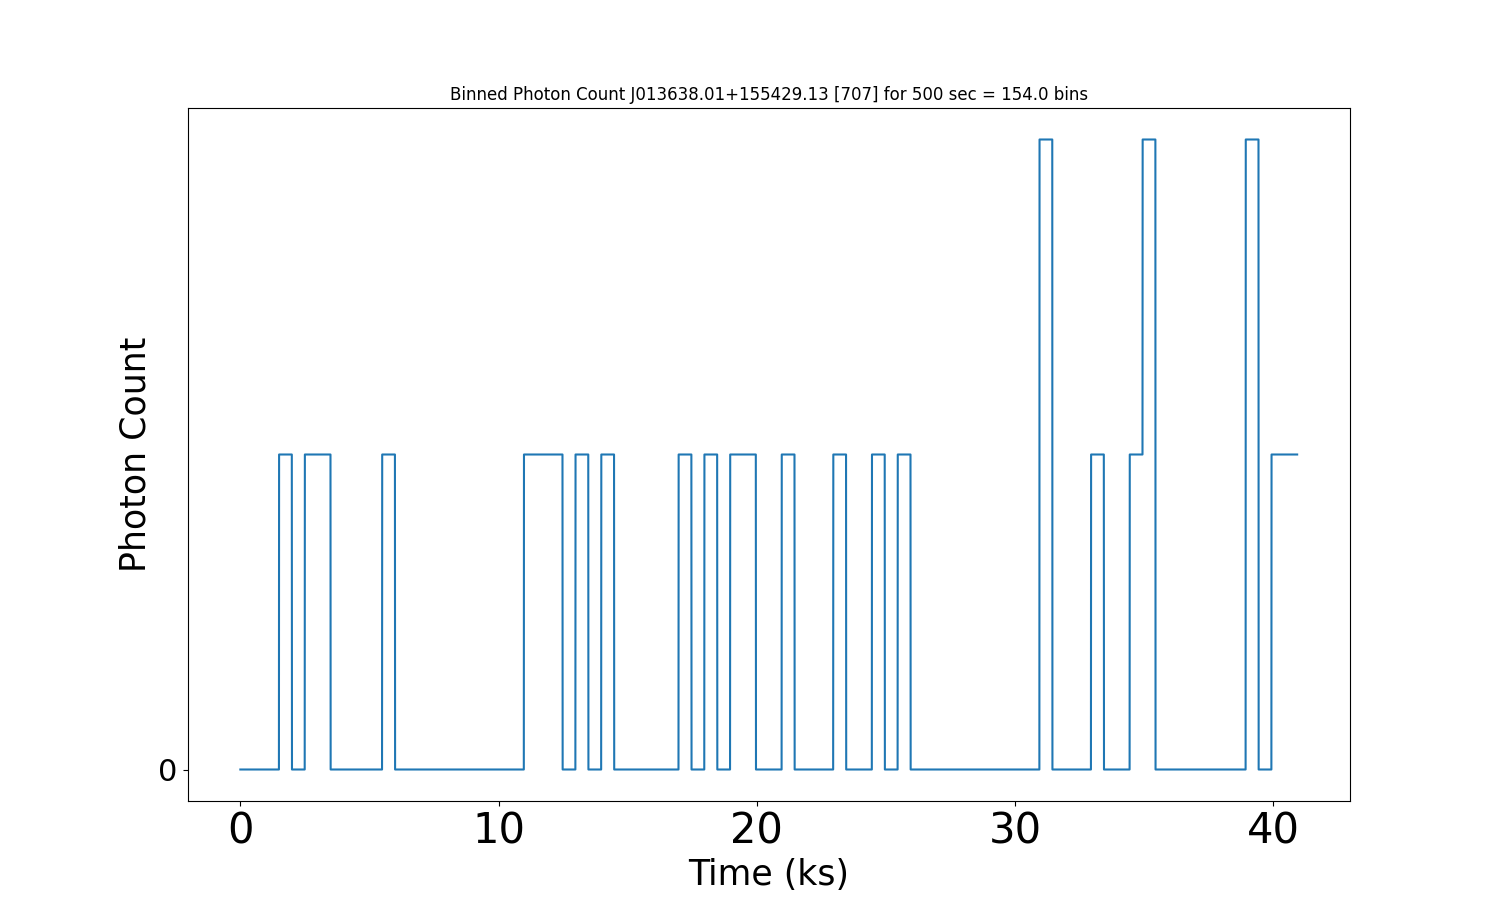 Binned Photon Count J013638.01+155429.13 [707] for 500 sec = 154.0 bins
Photon Count
0
0 10 20 30 40
Time (ks)